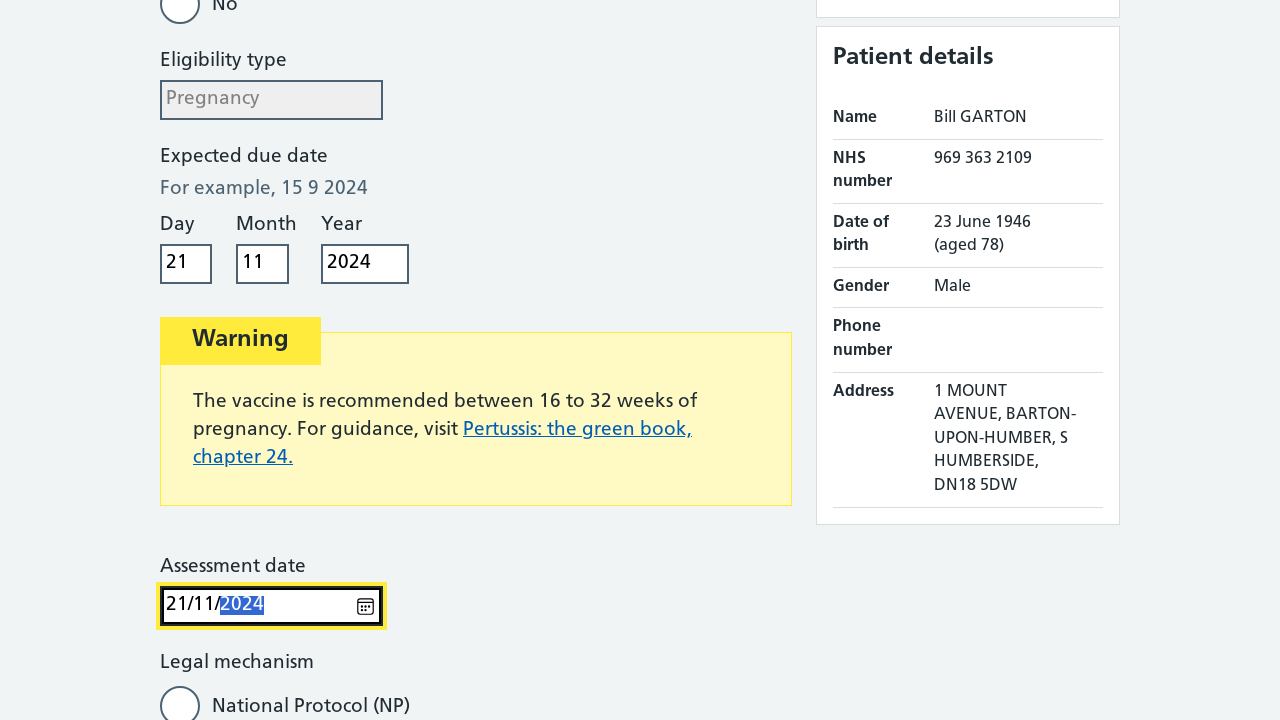 No
Eligibility type
Pregnancy
Expected due date
For example, 15 9 2024
Day Month Year
21 11 2024
Warning
The vaccine is recommended between 16 to 32 weeks of
pregnancy. For guidance, visit Pertussis: the green book,
chapter 24.
Assessment date
21/11/2024
Legal mechanism
National Protocol (NP)
Patient details
Name Bill GARTON
NHS 969 363 2109
number
Date of 23 June 1946
birth (aged 78)
Gender Male
Phone
number
Address 1 MOUNT
AVENUE, BARTON-
UPON-HUMBER, S
HUMBERSIDE,
DN18 5DW